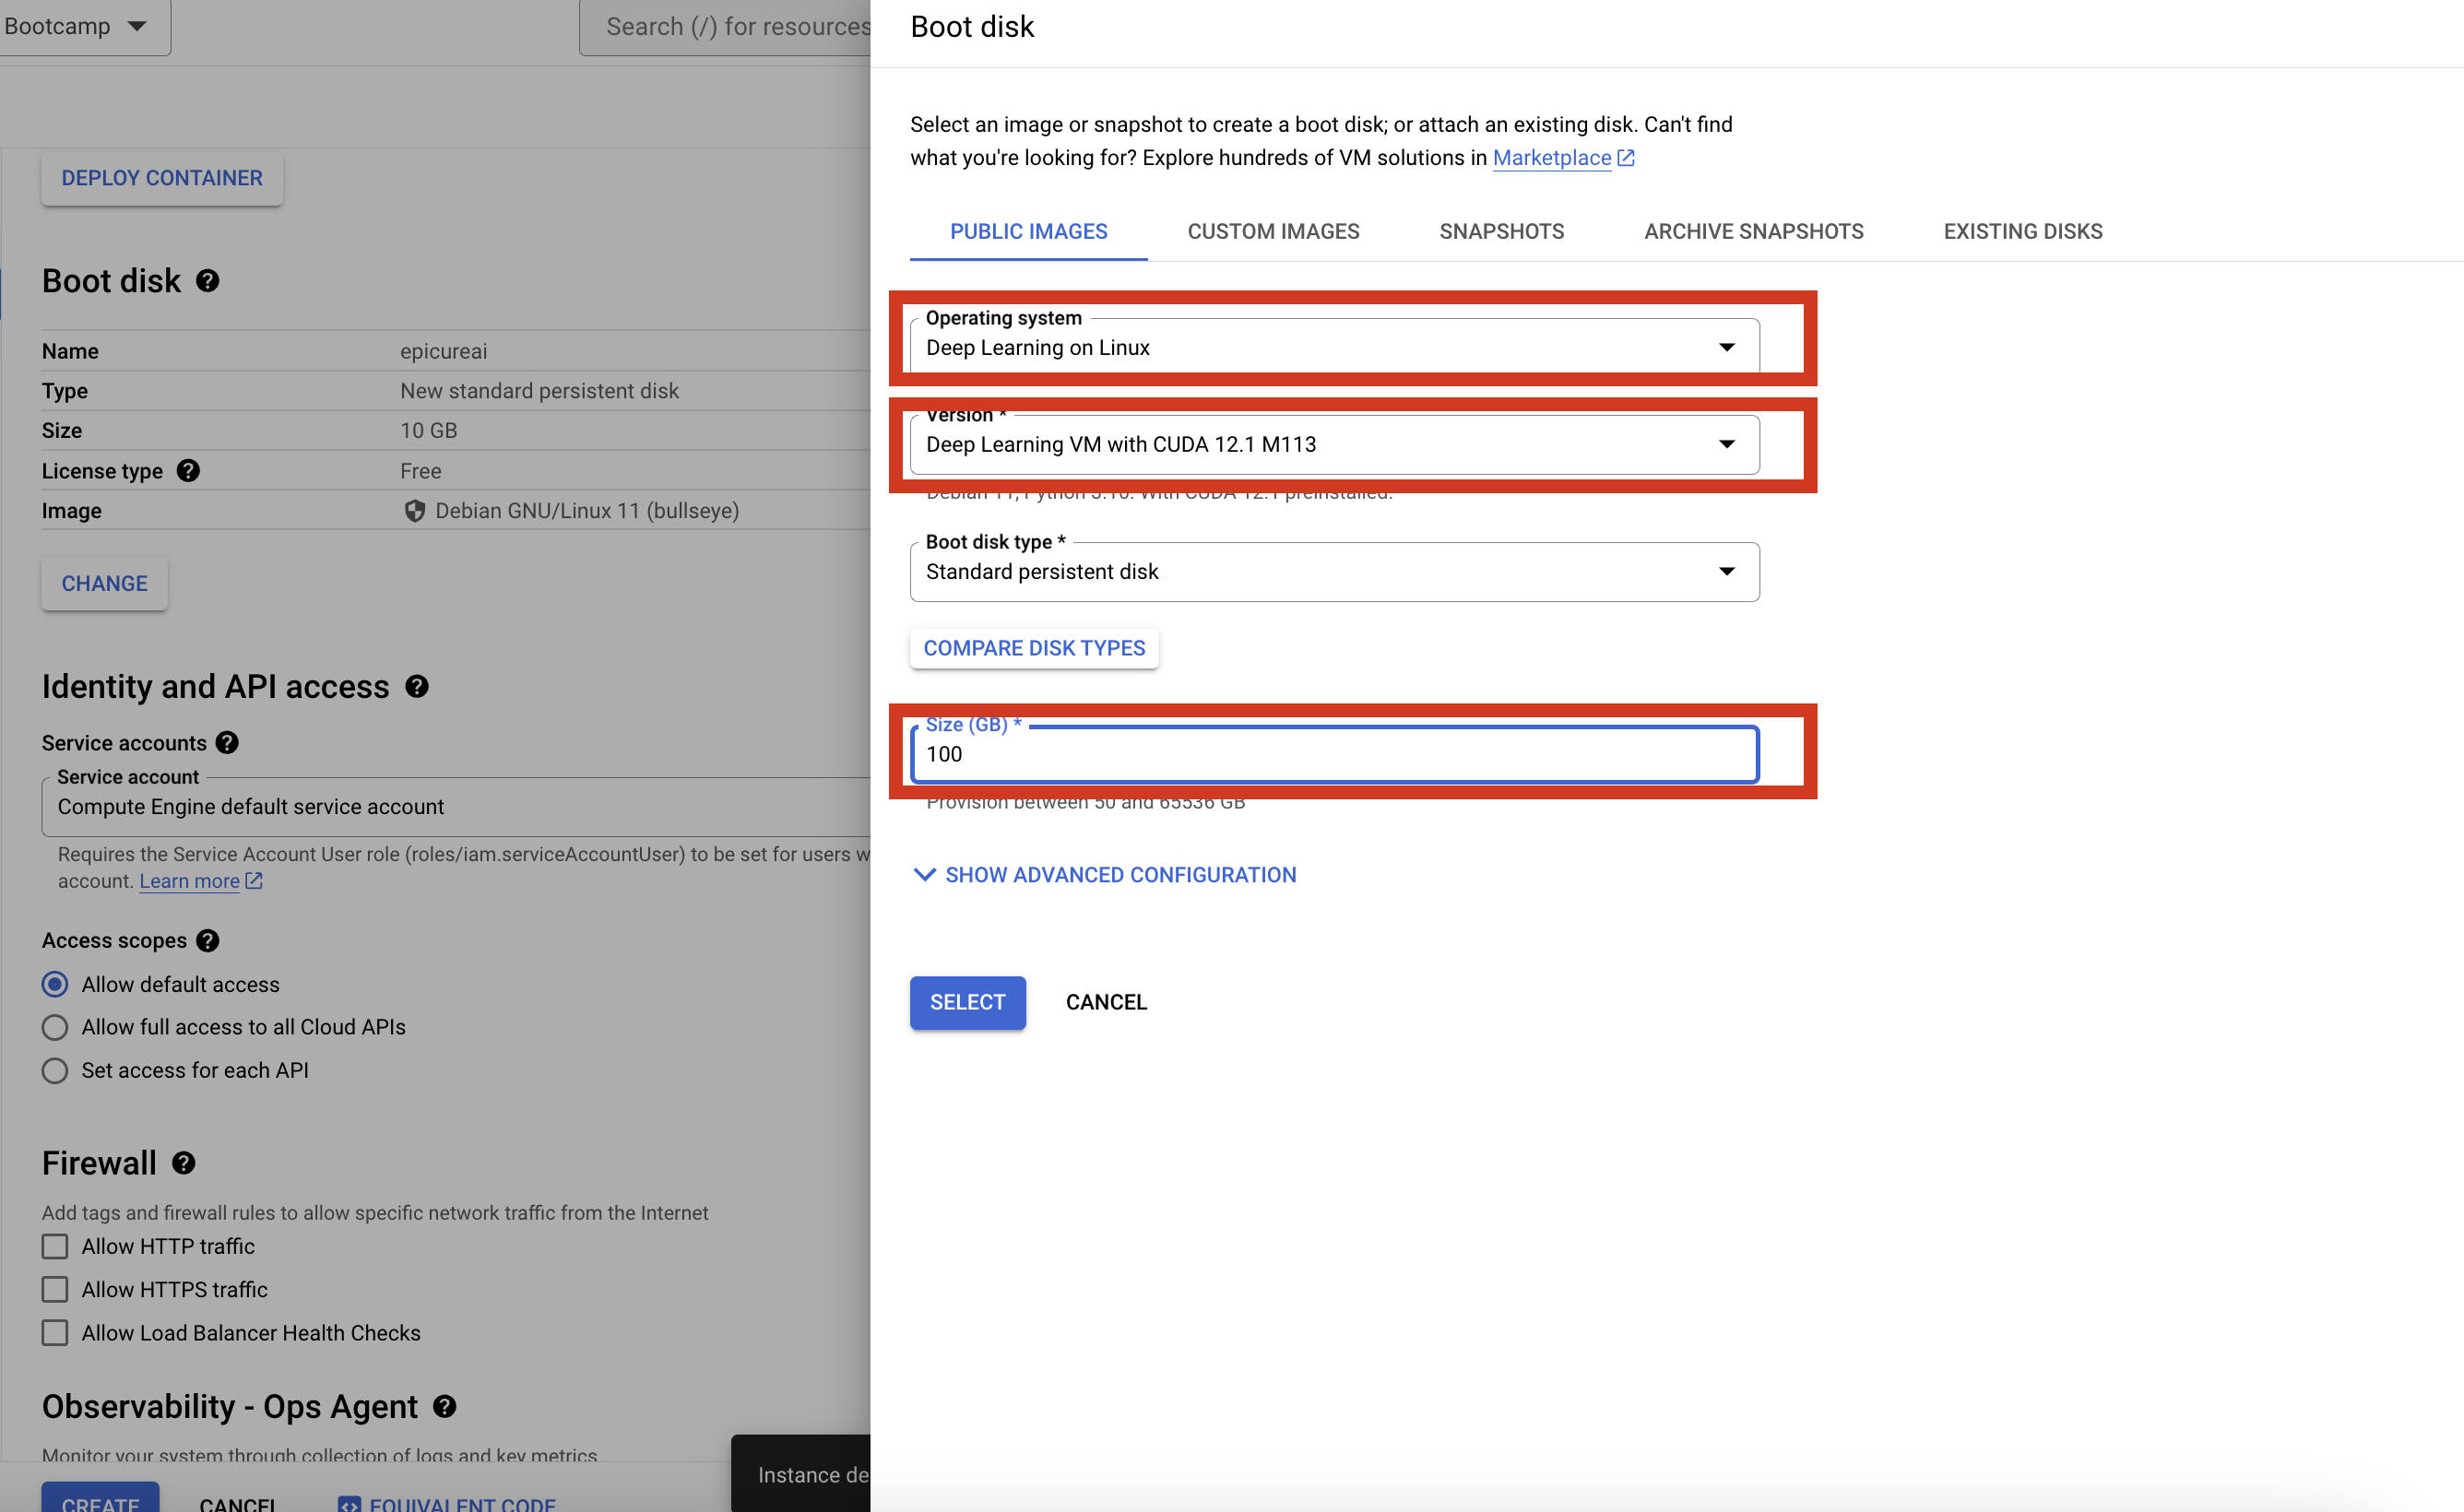 Bootcamp
Search (/) for resources
DEPLOY CONTAINER
Boot disk
Name epicureai
Type New standard persistent disk
Size 10 GB
License type Free
Image Debian GNU/Linux 11 (bullseye)
CHANGE
Identity and API access
Service accounts
Service account
Compute Engine default service account
Requires the Service Account User role (roles/iam.serviceAccountUser) to be set for users w
account. Learn more
Access scopes
Allow default access
Allow full access to all Cloud APIs
Set access for each API
Firewall
Add tags and firewall rules to allow specific network traffic from the Internet
Allow HTTP traffic
Allow HTTPS traffic
Allow Load Balancer Health Checks
Observability - Ops Agent
Monitor your system through collection of logs and key metrics
CREATE CANCEL EQUIVALENT CODE
Instance de
Boot disk
Select an image or snapshot to create a boot disk; or attach an existing disk. Can't find
what you're looking for? Explore hundreds of VM solutions in Marketplace
PUBLIC IMAGES CUSTOM IMAGES SNAPSHOTS ARCHIVE SNAPSHOTS EXISTING DISKS
Operating system
Deep Learning on Linux
Version *
Deep Learning VM with CUDA 12.1 M113
Debian 11, Python 3.10. With CUDA 12.1 preinstalled.
Boot disk type *
Standard persistent disk
COMPARE DISK TYPES
Size (GB) *
100
Provision between 50 and 65536 GB
SHOW ADVANCED CONFIGURATION
SELECT CANCEL